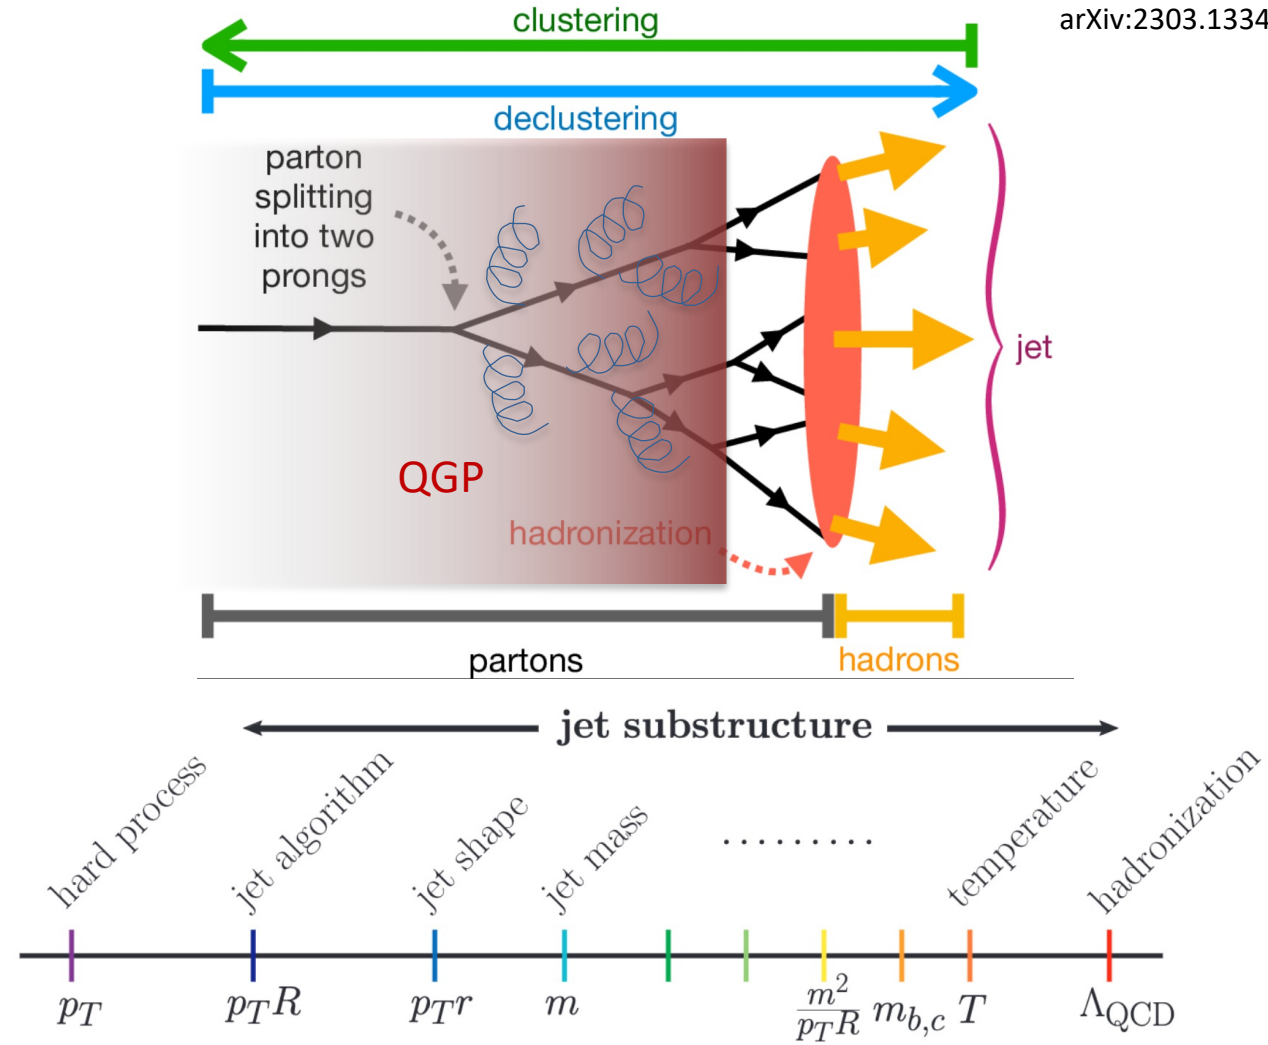 clustering
arXiv:2303.1334
declustering
parton
splitting
into two
prongs
jet
QGP
hadronization
partons
hadrons
jet substructure
hard process
jet algorithm
jet shape
jet mass
.........
temperature
hadronization
p_T
p_T R
p_T r
m
m^2/p_T R
m_{b,c}
T
Λ_QCD